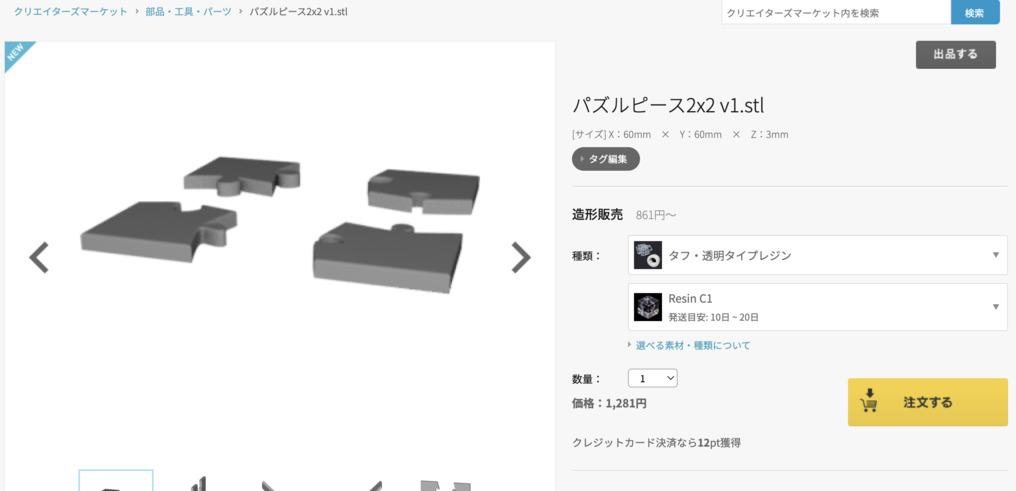 クリエイターズマーケット › 部品・工具・パーツ › パズルピース2x2 v1.stl
クリエイターズマーケット内を検索
検索
NEW
出品する
パズルピース2x2 v1.stl
[サイズ] X：60mm × Y：60mm × Z：3mm
タグ編集
造形販売 861円～
種類：
タフ・透明タイプレジン
Resin C1
発送目安: 10日 ~ 20日
選べる素材・種類について
数量：
1
価格：1,281円
注文する
クレジットカード決済なら12pt獲得